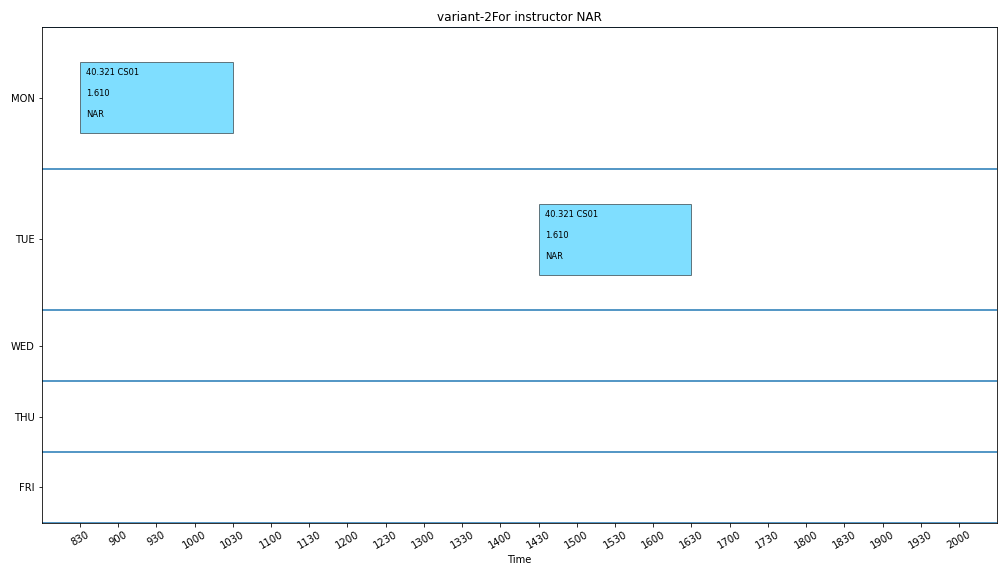 variant-2For instructor NAR
MON
40.321 CS01
1.610
NAR
TUE
40.321 CS01
1.610
NAR
WED
THU
FRI
830 900 930 1000 1030 1100 1130 1200 1230 1300 1330 1400 1430 1500 1530 1600 1630 1700 1730 1800 1830 1900 1930 2000
Time